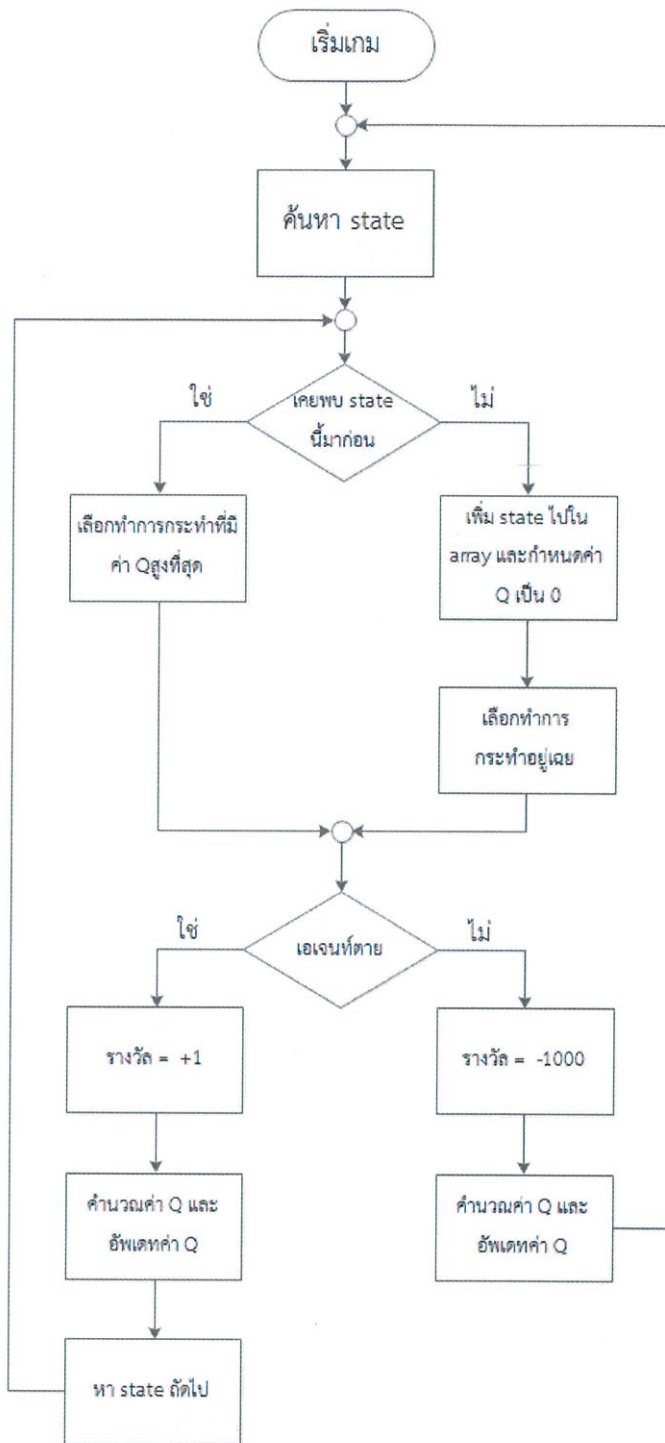 เริ่มเกม
ค้นหา state
เคยพบ state
นี้มาก่อน
ใช่
ไม่
เลือกทำการกระทำที่มี
ค่า Qสูงที่สุด
เพิ่ม state ไปใน
array และกำหนดค่า
Q เป็น 0
เลือกทำการ
กระทำอยู่เฉย
เอเจนท์ตาย
ใช่
ไม่
รางวัล = +1
รางวัล = -1000
คำนวณค่า Q และ
อัพเดทค่า Q
คำนวณค่า Q และ
อัพเดทค่า Q
หา state ถัดไป